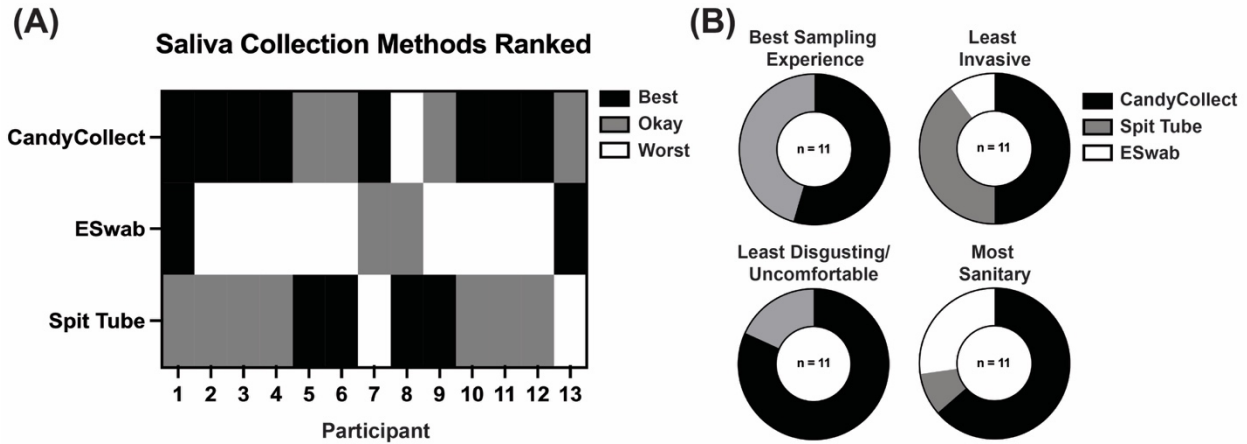 (A)
Saliva Collection Methods Ranked
CandyCollect
ESwab
Spit Tube
Best
Okay
Worst
1 2 3 4 5 6 7 8 9 10 11 12 13
Participant
(B)
Best Sampling
Experience
n = 11
Least
Invasive
n = 11
CandyCollect
Spit Tube
ESwab
Least Disgusting/
Uncomfortable
n = 11
Most
Sanitary
n = 11